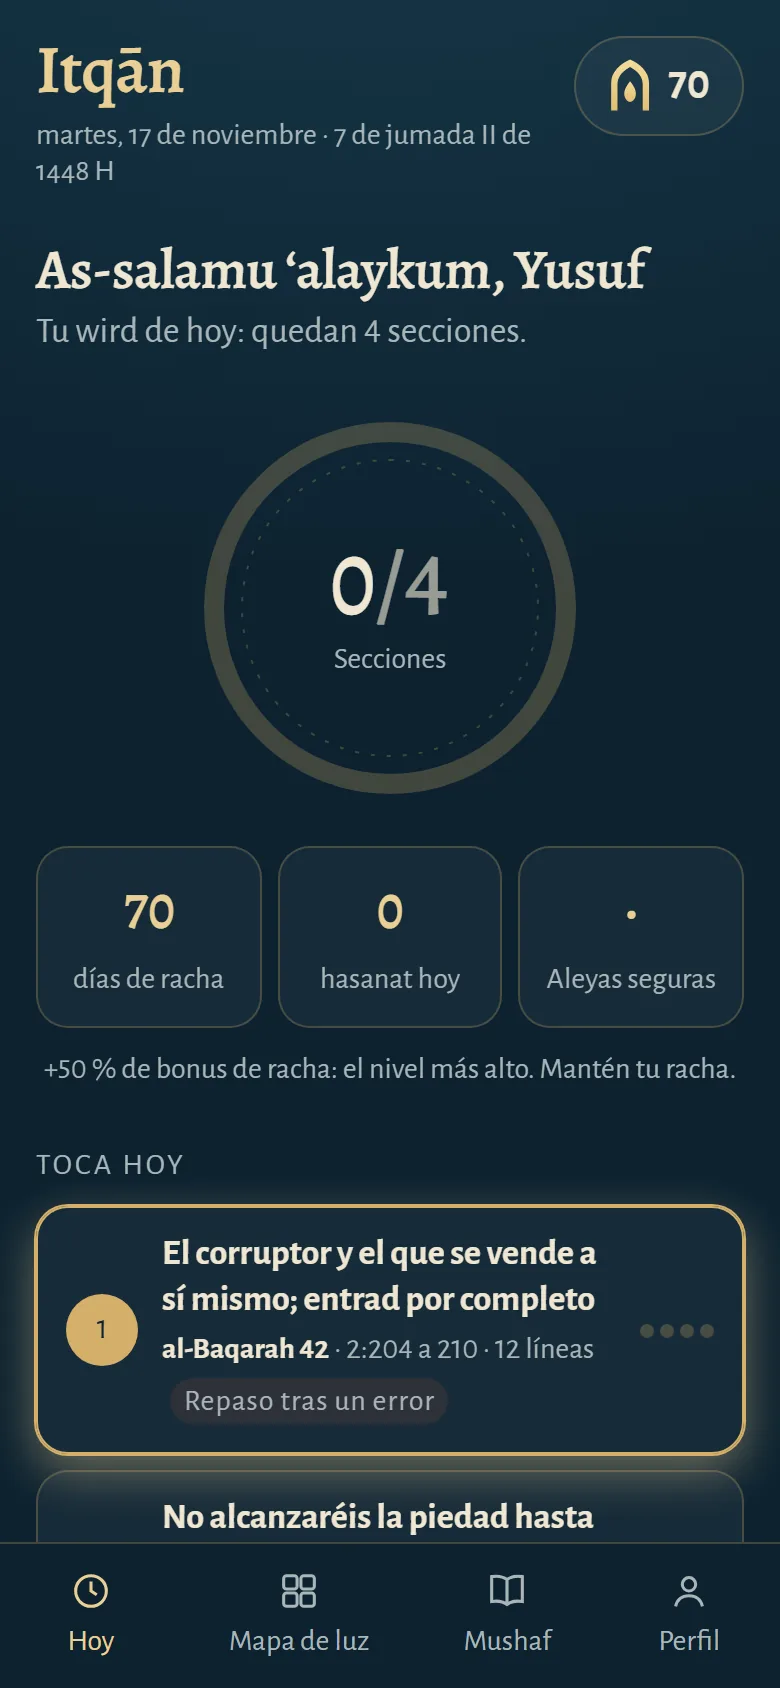 Itqān
70
martes, 17 de noviembre · 7 de jumada II de
1448 H
As-salamu ‘alaykum, Yusuf
Tu wird de hoy: quedan 4 secciones.
0/4
Secciones
70
días de racha
0
hasanat hoy
·
Aleyas seguras
+50 % de bonus de racha: el nivel más alto. Mantén tu racha.
TOCA HOY
1
El corruptor y el que se vende a
sí mismo; entrad por completo
al-Baqarah 42 · 2:204 a 210 · 12 líneas
Repaso tras un error
No alcanzaréis la piedad hasta
Hoy
Mapa de luz
Mushaf
Perfil